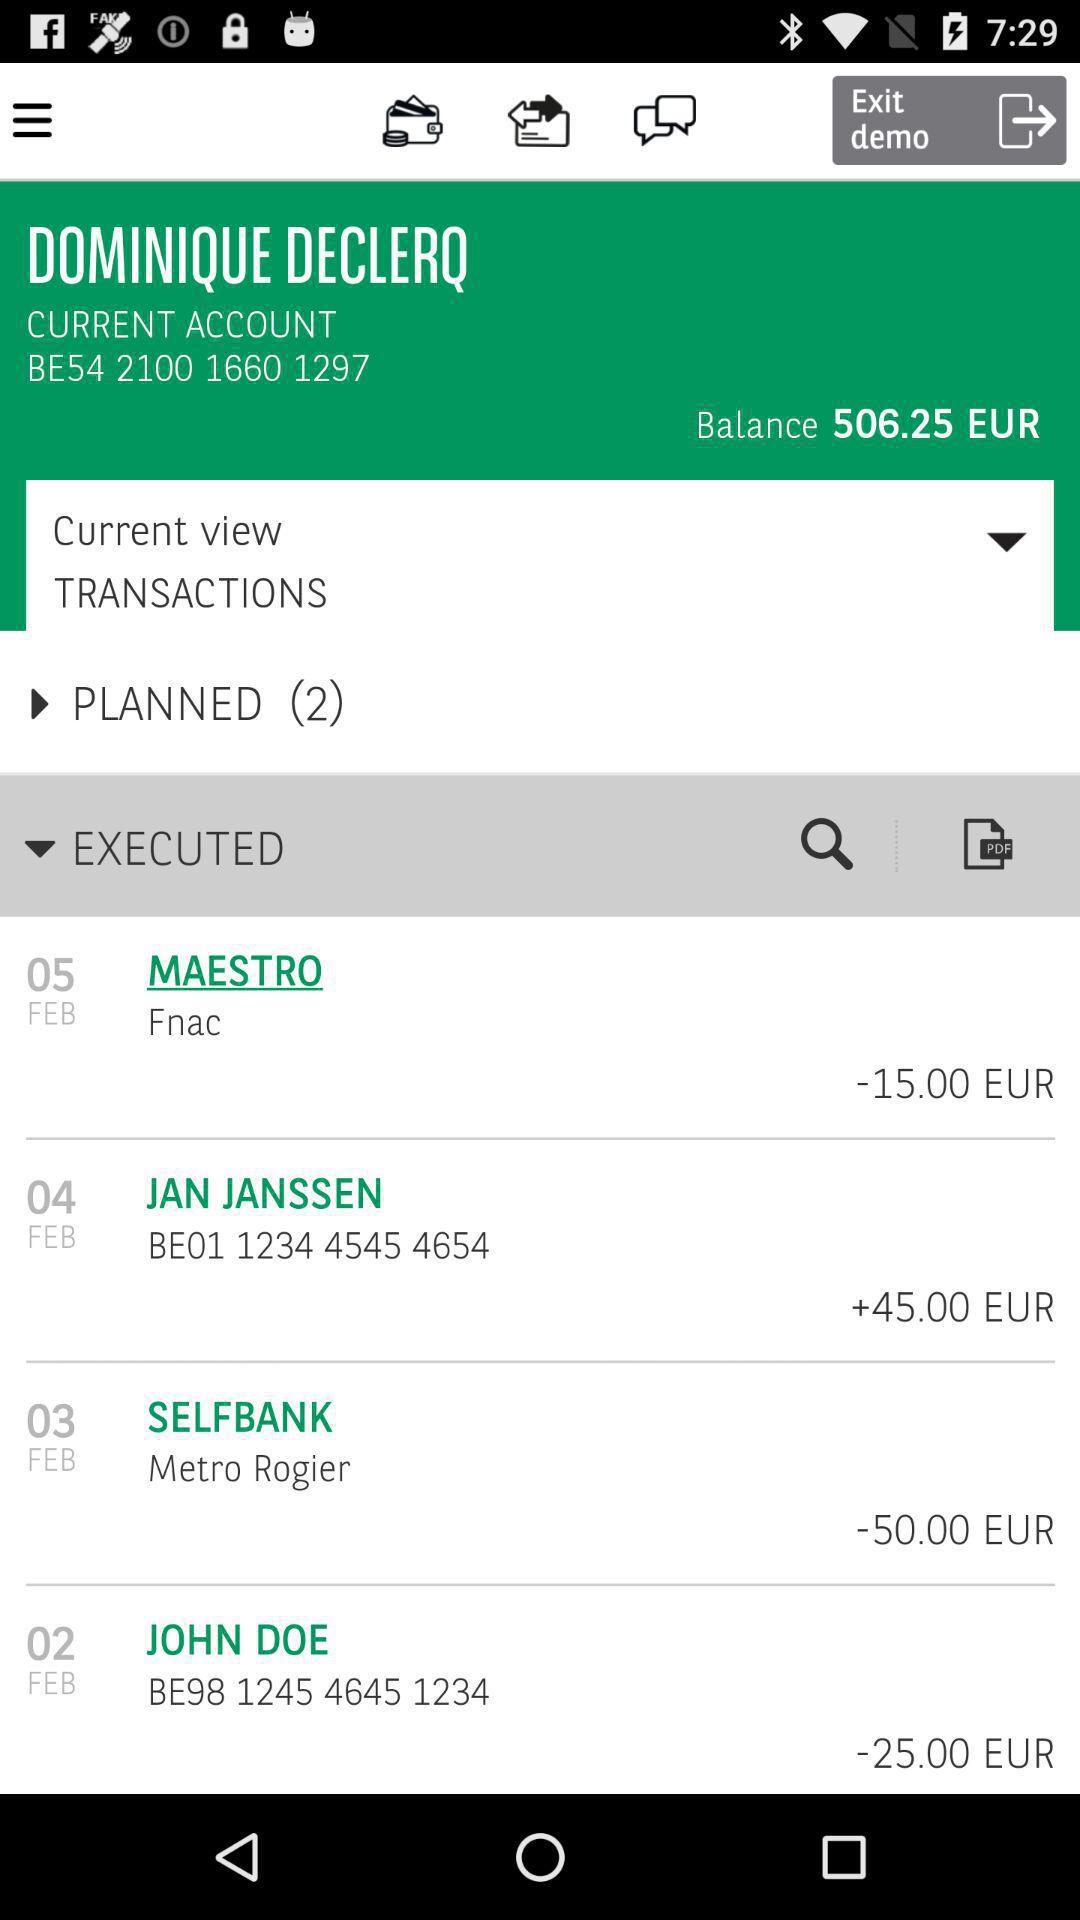 FAKE
7:29
Exit
demo
DOMINIQUE DECLERQ
CURRENT ACCOUNT
BE54 2100 1660 1297
Balance 506.25 EUR
Current view
TRANSACTIONS
PLANNED (2)
EXECUTED
PDF
05
FEB
MAESTRO
Fnac
-15.00 EUR
04
FEB
JAN JANSSEN
BE01 1234 4545 4654
+45.00 EUR
03
FEB
SELFBANK
Metro Rogier
-50.00 EUR
02
FEB
JOHN DOE
BE98 1245 4645 1234
-25.00 EUR